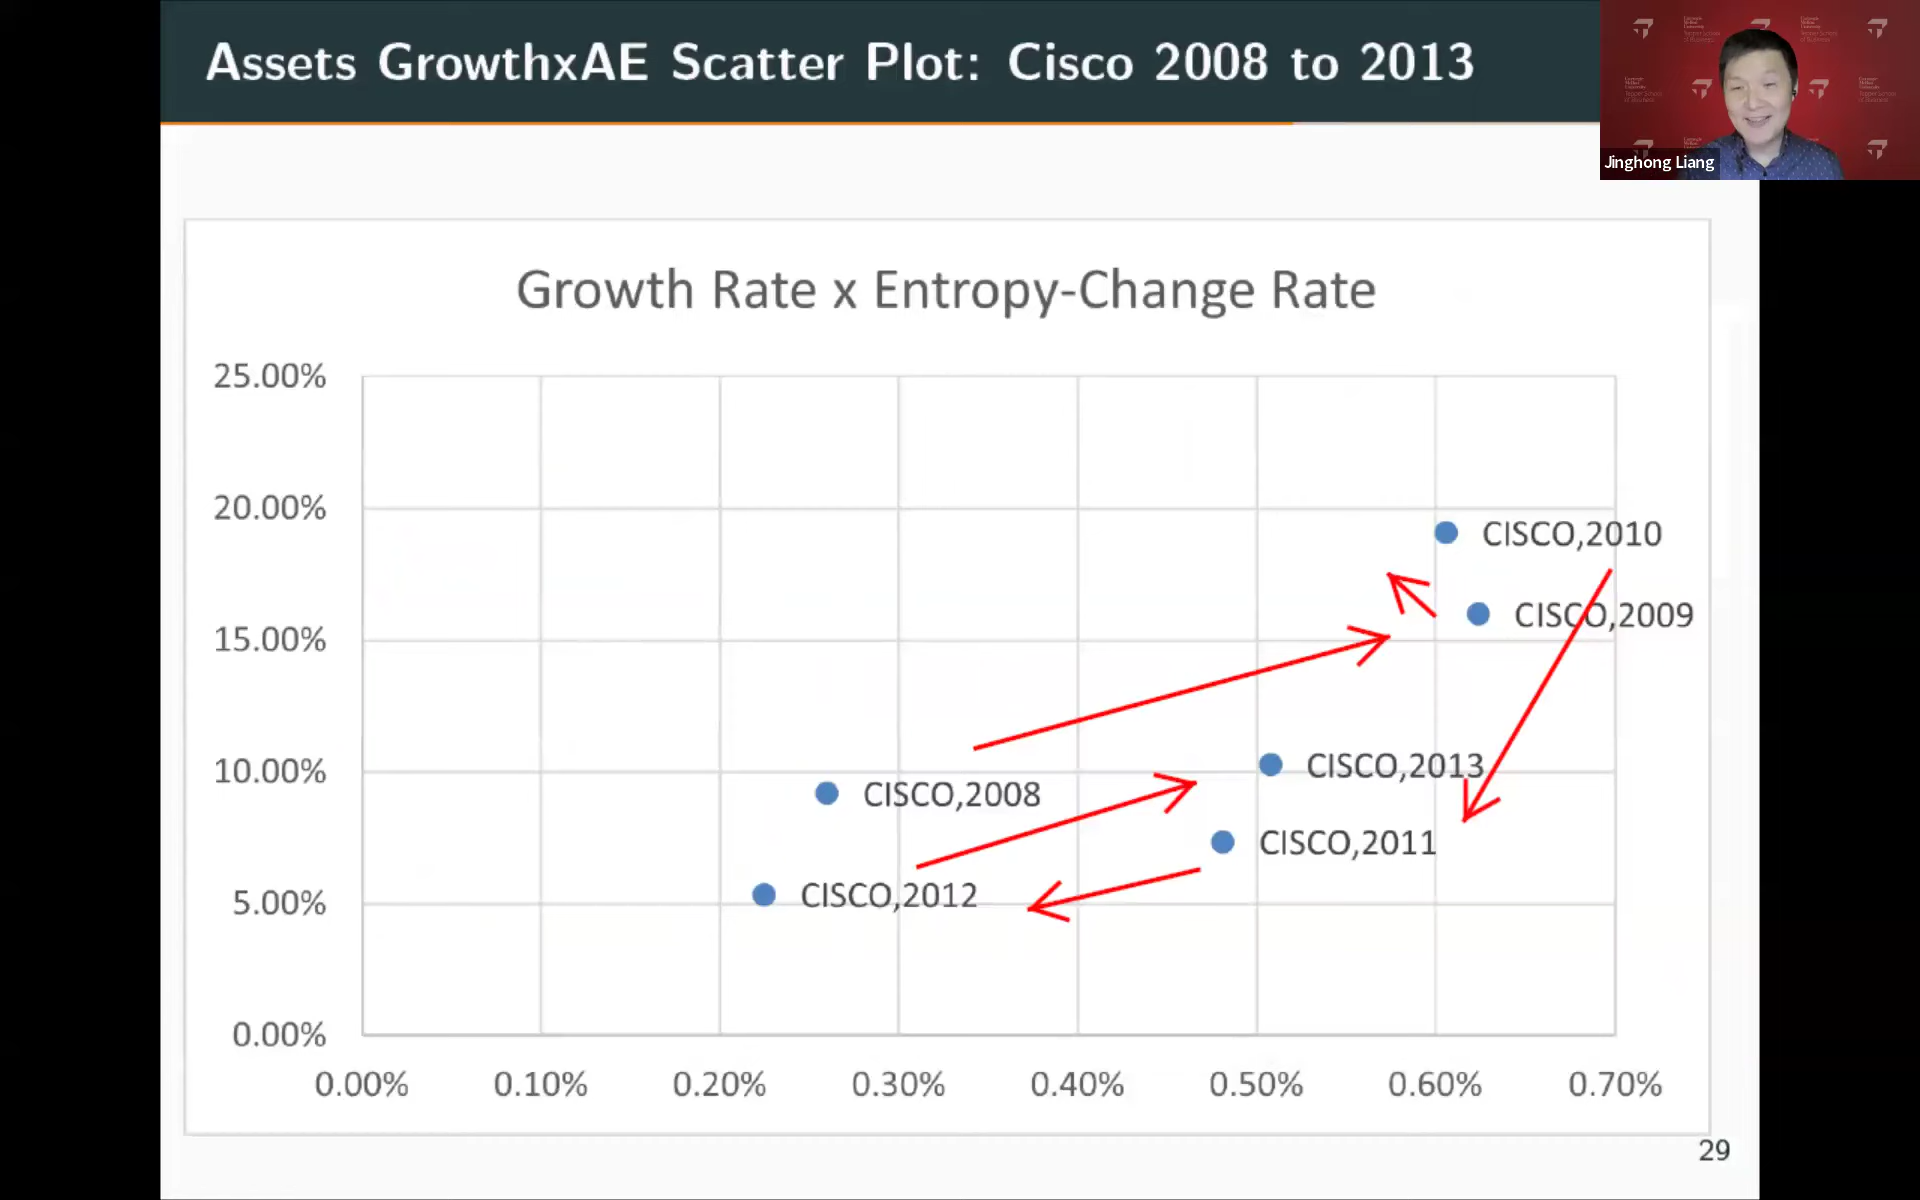 Assets GrowthxAE Scatter Plot: Cisco 2008 to 2013
Jinghong Liang
Growth Rate x Entropy-Change Rate
25.00%
20.00%
15.00%
10.00%
5.00%
0.00%
CISCO,2010
CISCO,2009
CISCO,2013
CISCO,2008
CISCO,2011
CISCO,2012
0.00% 0.10% 0.20% 0.30% 0.40% 0.50% 0.60% 0.70%
29